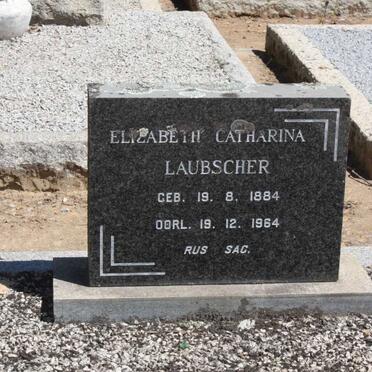 ELIZABETH CATHARINA
LAUBSCHER
GEB. 19. 8. 1884
OORL. 19. 12. 1964
RUS SAG.